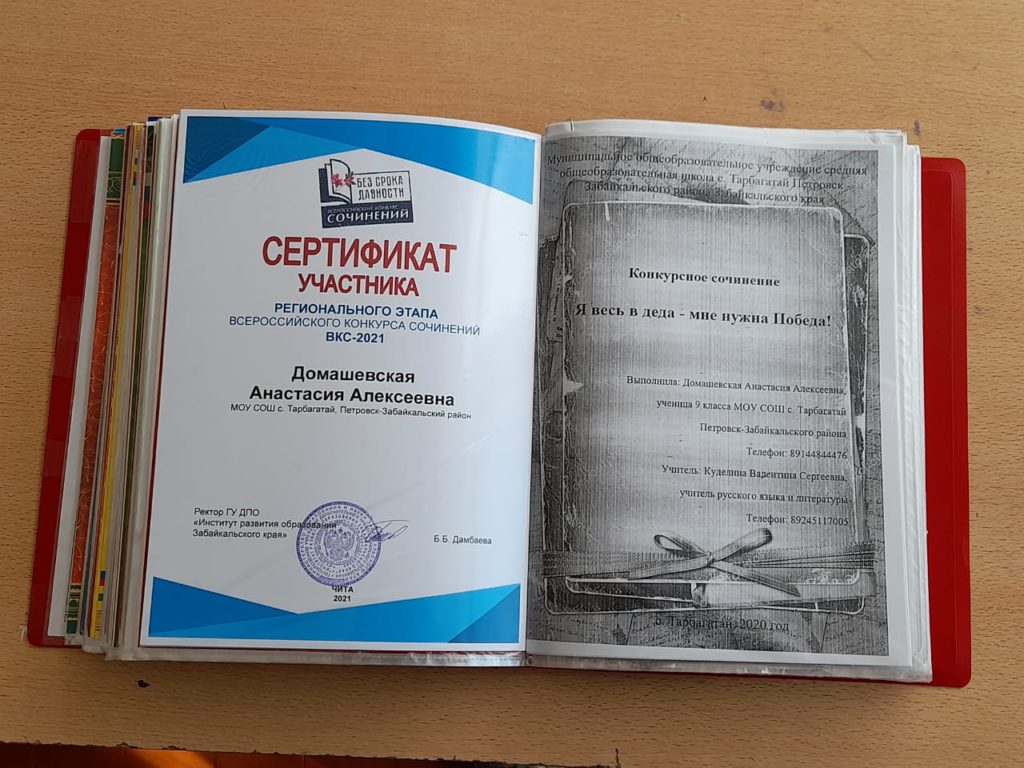 БЕЗ СРОКА
ДАВНОСТИ
ВСЕРОССИЙСКИЙ КОНКУРС
СОЧИНЕНИЙ
СЕРТИФИКАТ
УЧАСТНИКА
РЕГИОНАЛЬНОГО ЭТАПА
ВСЕРОССИЙСКОГО КОНКУРСА СОЧИНЕНИЙ
ВКС-2021
Домашевская
Анастасия Алексеевна
МОУ СОШ с. Тарбагатай, Петровск-Забайкальский район
Ректор ГУ ДПО
«Институт развития образования
Забайкальского края»
Б.Б. Дамбаева
ЧИТА
2021
Муниципальное общеобразовательное учреждение средняя
общеобразовательная школа с. Тарбагатай Петровск -
Забайкальского районе Забайкальского края
Конкурсное сочинение
Я весь в деда - мне нужна Победа!
Выполнила: Домашевская Анастасия Алексеевна,
ученица 9 класса МОУ СОШ с. Тарбагатай
Петровск-Забайкальского района
Телефон: 89144844476
Учитель: Куделина Валентина Сергеевна,
учитель русского языка и литературы
Телефон: 89245117005
с. Тарбагатай, 2020 год